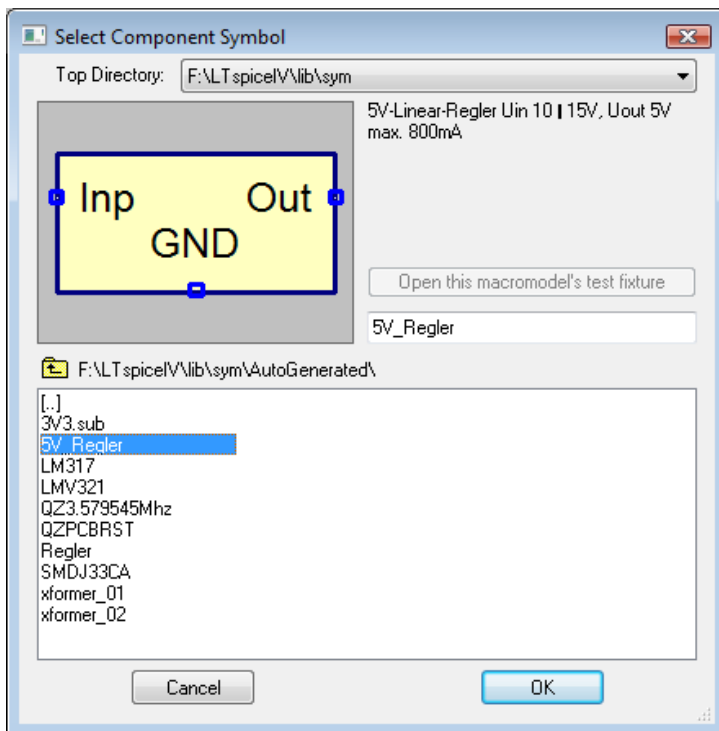 Select Component Symbol
Top Directory: F:\LTspiceIV\lib\sym
5V-Linear-Regler Uin 10 | 15V, Uout 5V
max. 800mA
Inp Out
GND
Open this macromodel's test fixture
5V_Regler
F:\LTspiceIV\lib\sym\AutoGenerated\
[..]
3V3.sub
5V_Regler
LM317
LMV321
QZ3.579545Mhz
QZPCBRST
Regler
SMDJ33CA
xformer_01
xformer_02
Cancel OK